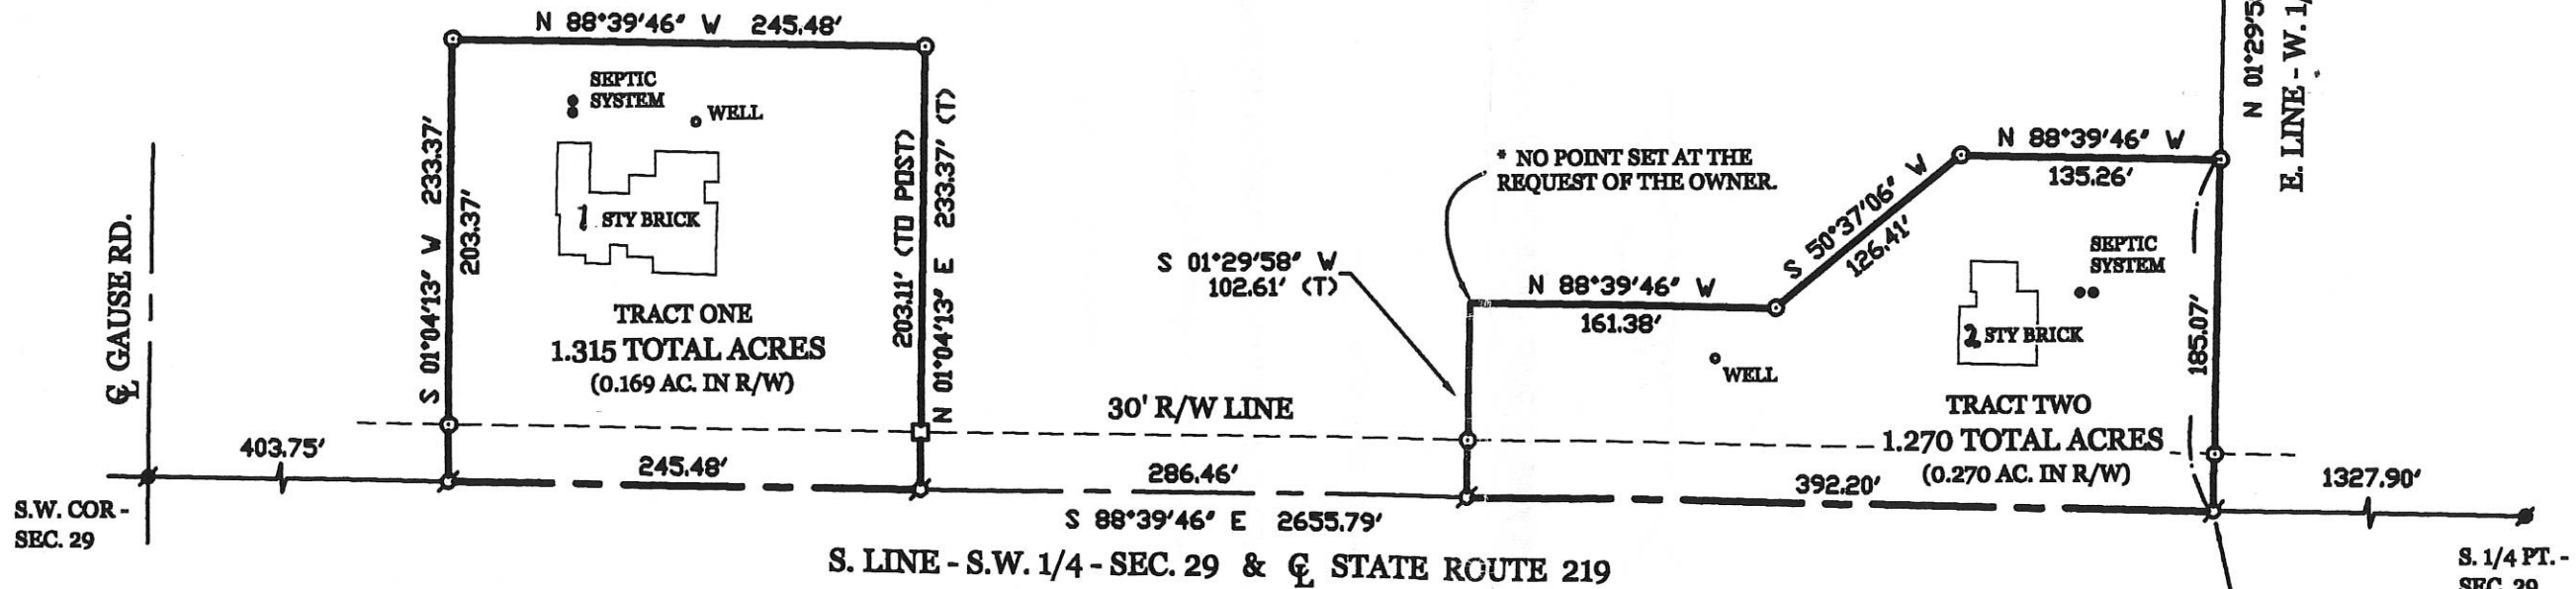 N 88°39'46" W 245.48'
SEPTIC
SYSTEM
WELL
1 STY BRICK
S 01°04'13" W 233.37'
203.37'
203.11' (TO POST)
N 01°04'13" E 233.37' (T)
TRACT ONE
1.315 TOTAL ACRES
(0.169 AC. IN R/W)
℄ GAUSE RD.
403.75'
245.48'
S.W. COR -
SEC. 29
* NO POINT SET AT THE
REQUEST OF THE OWNER.
S 01°29'58" W
102.61' (T)
30' R/W LINE
286.46'
N 88°39'46" W
161.38'
S 50°37'06" W
126.41'
N 88°39'46" W
135.26'
N 01°29'5
E. LINE - W. 1/
SEPTIC
SYSTEM
2 STY BRICK
WELL
185.07'
TRACT TWO
1.270 TOTAL ACRES
(0.270 AC. IN R/W)
392.20'
1327.90'
S 88°39'46" E 2655.79'
S. LINE - S.W. 1/4 - SEC. 29 & ℄ STATE ROUTE 219
S. 1/4 PT. -
SEC. 29